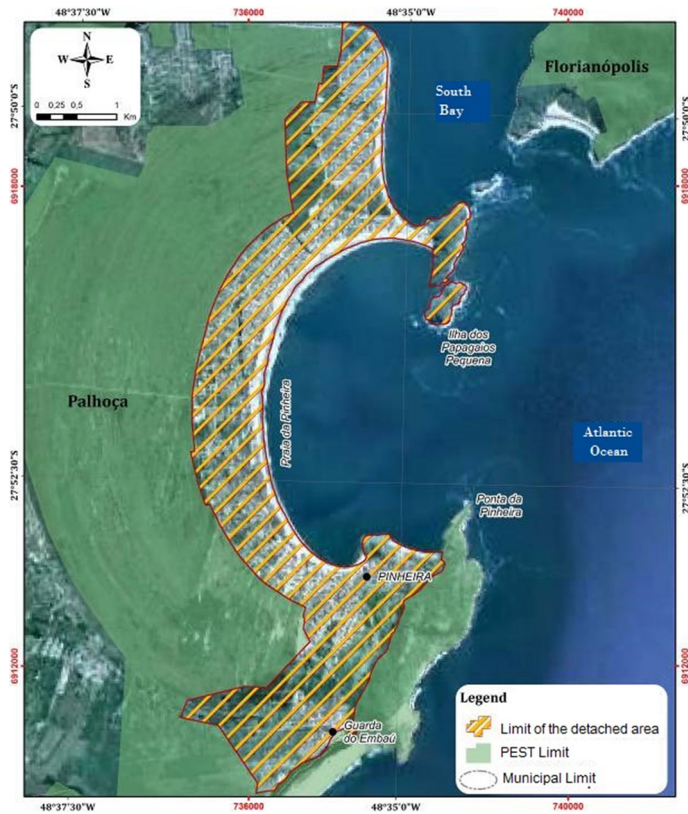 48°37'30"W
736000
48°35'0"W
740000
N
W E
S
0 0,25 0,5 1
Km
South
Bay
Florianópolis
27°50'0"S
27°50'0"S
6918000
6918000
Ilha dos
Papagaios
Pequena
Praia da Pinheira
Palhoça
Atlantic
Ocean
27°52'30"S
27°52'30"S
Ponta da
Pinheira
PINHEIRA
6912000
6912000
Guarda
do Embaú
Legend
Limit of the detached area
PEST Limit
Municipal Limit
48°37'30"W
736000
48°35'0"W
740000